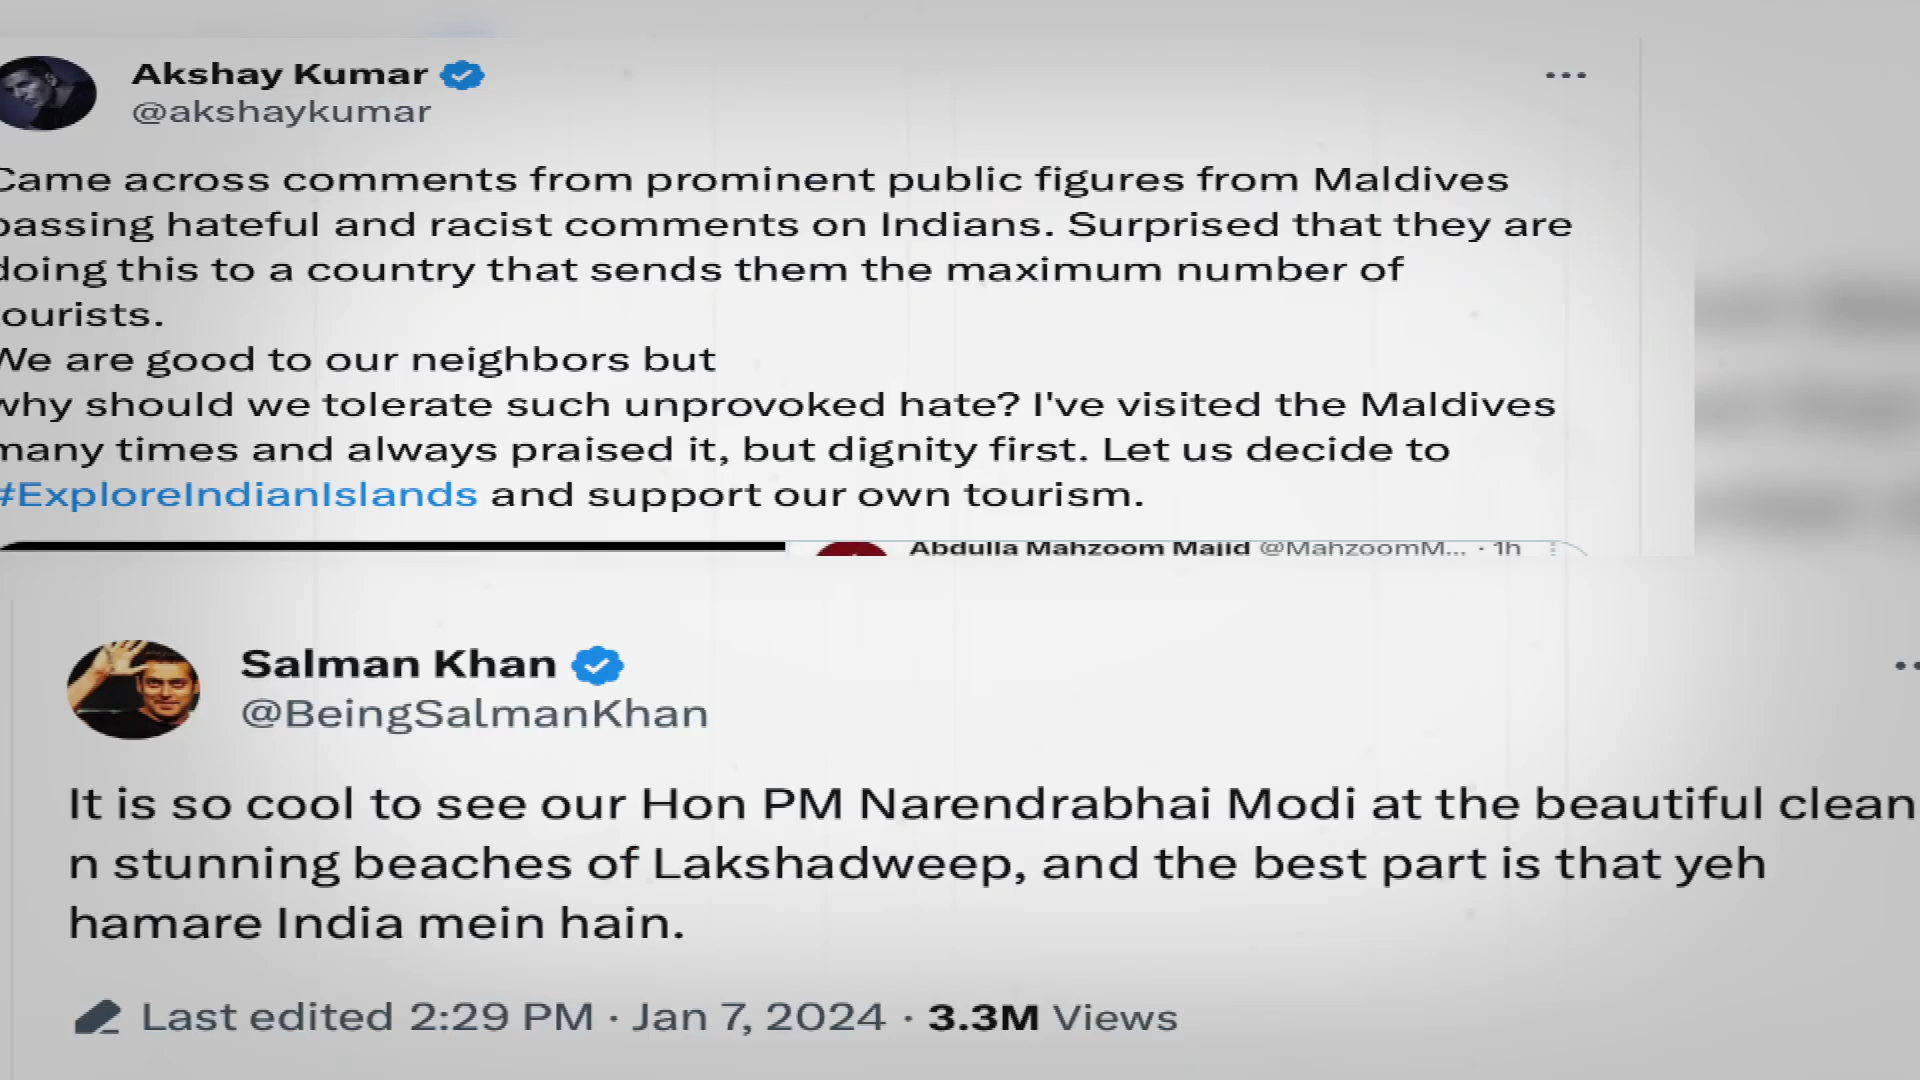 Akshay Kumar
@akshaykumar
Came across comments from prominent public figures from Maldives
passing hateful and racist comments on Indians. Surprised that they are
doing this to a country that sends them the maximum number of
tourists.
We are good to our neighbors but
why should we tolerate such unprovoked hate? I've visited the Maldives
many times and always praised it, but dignity first. Let us decide to
#ExploreIndianIslands and support our own tourism.
Abdulla Mahzoom Majid @MahzoomM... · 1h
Salman Khan
@BeingSalmanKhan
It is so cool to see our Hon PM Narendrabhai Modi at the beautiful clean
n stunning beaches of Lakshadweep, and the best part is that yeh
hamare India mein hain.
Last edited 2:29 PM · Jan 7, 2024 · 3.3M Views